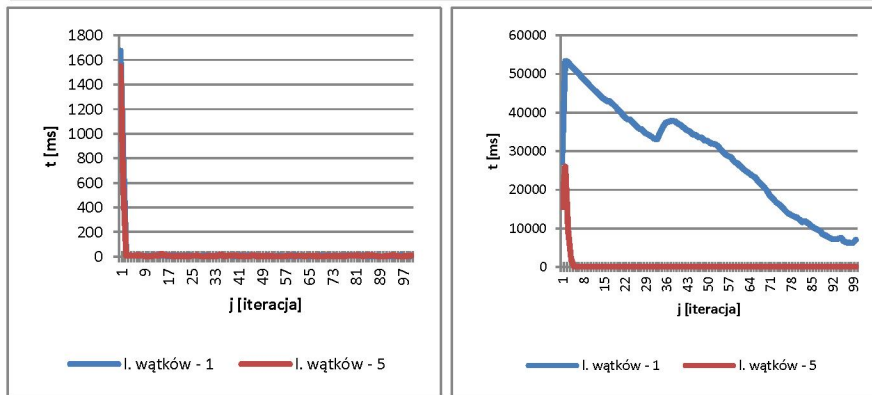 1800
1600
1400
1200
1000
800
600
400
200
0
t [ms]
1 9 17 25 33 41 49 57 65 73 81 89 97
j [iteracja]
l. wątków - 1 l. wątków - 5
60000
50000
40000
30000
20000
10000
0
t [ms]
1 8 15 22 29 36 43 50 57 64 71 78 85 92 99
j [iteracja]
l. wątków - 1 l. wątków - 5